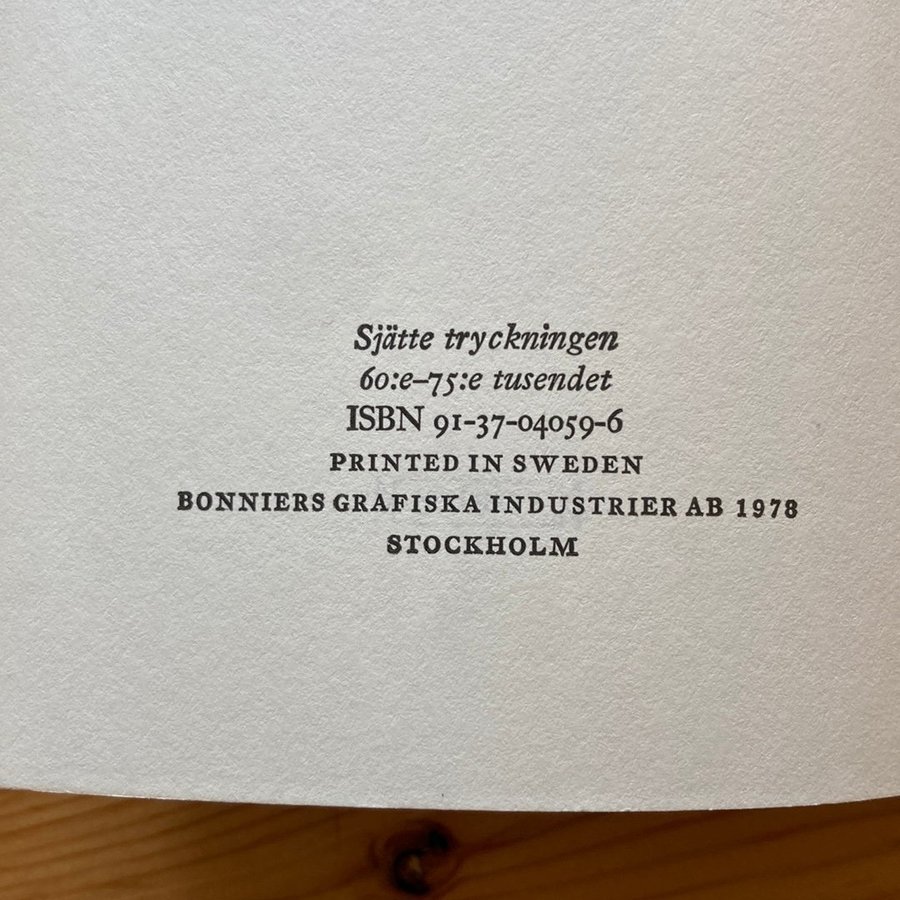 Sjätte tryckningen
60:e–75:e tusendet
ISBN 91-37-04059-6
PRINTED IN SWEDEN
BONNIERS GRAFISKA INDUSTRIER AB 1978
STOCKHOLM